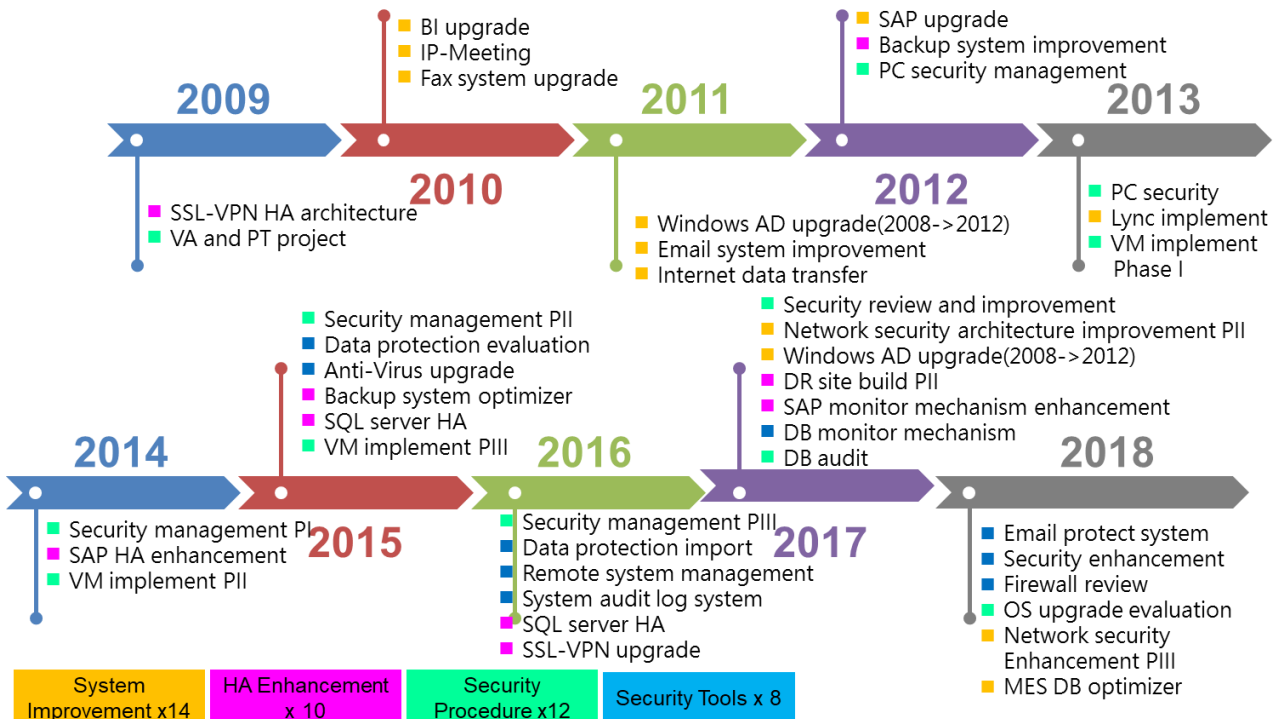 2009
SSL-VPN HA architecture
VA and PT project
BI upgrade
IP-Meeting
Fax system upgrade
2010
2011
Windows AD upgrade(2008->2012)
Email system improvement
Internet data transfer
SAP upgrade
Backup system improvement
PC security management
2012
2013
PC security
Lync implement
VM implement
Phase I
2014
Security management PI
SAP HA enhancement
VM implement PII
Security management PII
Data protection evaluation
Anti-Virus upgrade
Backup system optimizer
SQL server HA
VM implement PIII
2015
2016
Security management PIII
Data protection import
Remote system management
System audit log system
SQL server HA
SSL-VPN upgrade
Security review and improvement
Network security architecture improvement PII
Windows AD upgrade(2008->2012)
DR site build PII
SAP monitor mechanism enhancement
DB monitor mechanism
DB audit
2017
2018
Email protect system
Security enhancement
Firewall review
OS upgrade evaluation
Network security
Enhancement PIII
MES DB optimizer
System
Improvement x14
HA Enhancement
x 10
Security
Procedure x12
Security Tools x 8